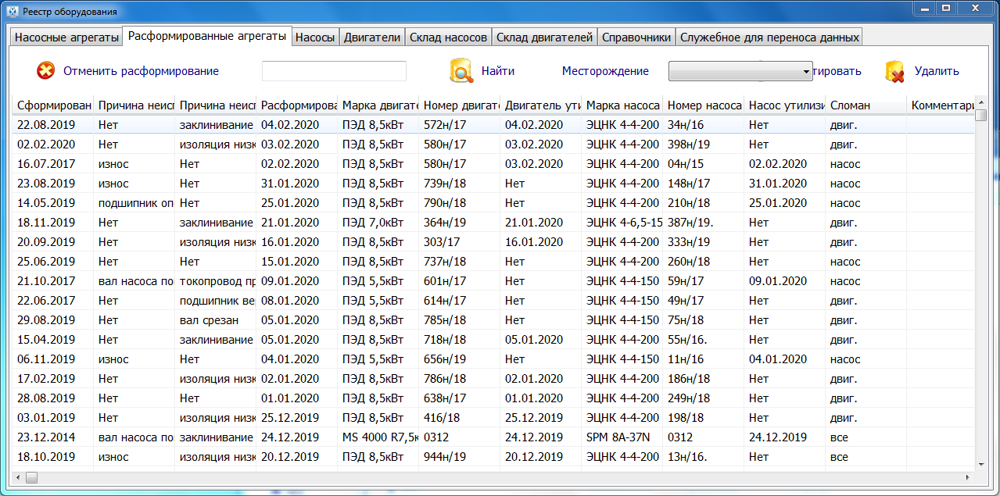 Реестр оборудования
Насосные агрегаты Расформированные агрегаты Насосы Двигатели Склад насосов Склад двигателей Справочники Служебное для переноса данных
Отменить расформирование Найти Месторождение тировать Удалить
Сформирован Причина неисп Причина неисп Расформирова Марка двигате Номер двигат Двигатель ути Марка насоса Номер насоса Насос утилизи Сломан Комментари
22.08.2019 Нет заклинивание 04.02.2020 ПЭД 8,5кВт 572н/17 04.02.2020 ЭЦНК 4-4-200 34н/16 Нет двиг.
02.02.2020 Нет изоляция низк 03.02.2020 ПЭД 8,5кВт 580н/17 03.02.2020 ЭЦНК 4-4-200 398н/19 Нет двиг.
16.07.2017 износ Нет 02.02.2020 ПЭД 8,5кВт 580н/17 03.02.2020 ЭЦНК 4-4-200 04н/15 02.02.2020 насос
23.08.2019 износ Нет 31.01.2020 ПЭД 8,5кВт 739н/18 Нет ЭЦНК 4-4-200 148н/17 31.01.2020 насос
14.05.2019 подшипник оп Нет 25.01.2020 ПЭД 8,5кВт 790н/18 Нет ЭЦНК 4-4-200 210н/18 25.01.2020 насос
18.11.2019 Нет заклинивание 21.01.2020 ПЭД 7,0кВт 364н/19 21.01.2020 ЭЦНК 4-6,5-15 387н/19. Нет двиг.
20.09.2019 Нет изоляция низк 16.01.2020 ПЭД 8,5кВт 303/17 16.01.2020 ЭЦНК 4-4-200 333н/19 Нет двиг.
25.06.2019 Нет Нет 15.01.2020 ПЭД 8,5кВт 737н/18 Нет ЭЦНК 4-4-200 260н/18 Нет насос
21.10.2017 вал насоса по токопровод пр 09.01.2020 ПЭД 5,5кВт 601н/17 Нет ЭЦНК 4-4-150 59н/17 09.01.2020 насос
22.06.2017 Нет подшипник ве 08.01.2020 ПЭД 5,5кВт 614н/17 Нет ЭЦНК 4-4-150 49н/17 Нет двиг.
29.08.2019 Нет вал срезан 05.01.2020 ПЭД 8,5кВт 785н/18 Нет ЭЦНК 4-4-150 75н/18 Нет двиг.
15.04.2019 Нет заклинивание 05.01.2020 ПЭД 8,5кВт 718н/18 05.01.2020 ЭЦНК 4-4-200 55н/16. Нет двиг.
06.11.2019 износ Нет 04.01.2020 ПЭД 5,5кВт 656н/19 Нет ЭЦНК 4-4-150 11н/16 04.01.2020 насос
17.02.2019 Нет изоляция низк 02.01.2020 ПЭД 8,5кВт 786н/18 02.01.2020 ЭЦНК 4-4-200 186н/18 Нет двиг.
28.08.2019 Нет Нет 01.01.2020 ПЭД 8,5кВт 638н/17 01.01.2020 ЭЦНК 4-4-200 249н/18 Нет двиг.
03.01.2019 Нет изоляция низк 25.12.2019 ПЭД 8,5кВт 416/18 25.12.2019 ЭЦНК 4-4-200 198/18 Нет двиг.
23.12.2014 вал насоса по заклинивание 24.12.2019 MS 4000 R7,5к 0312 24.12.2019 SPM 8A-37N 0312 24.12.2019 все
18.10.2019 износ изоляция низк 20.12.2019 ПЭД 8,5кВт 944н/19 20.12.2019 ЭЦНК 4-4-200 13н/16. Нет все